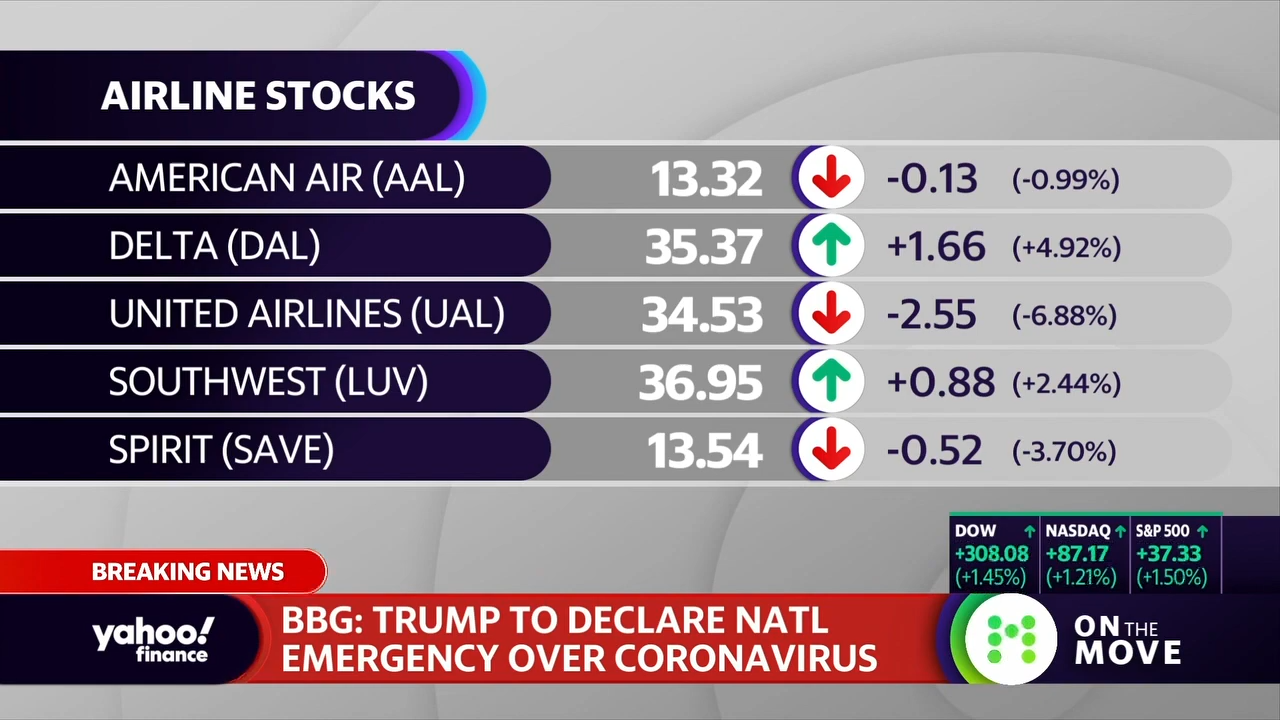 AIRLINE STOCKS
AMERICAN AIR (AAL) 13.32 -0.13 (-0.99%)
DELTA (DAL) 35.37 +1.66 (+4.92%)
UNITED AIRLINES (UAL) 34.53 -2.55 (-6.88%)
SOUTHWEST (LUV) 36.95 +0.88 (+2.44%)
SPIRIT (SAVE) 13.54 -0.52 (-3.70%)
DOW NASDAQ S&P 500
+308.08 +87.17 +37.33
(+1.45%) (+1.21%) (+1.50%)
BREAKING NEWS
yahoo!
finance
BBG: TRUMP TO DECLARE NATL
EMERGENCY OVER CORONAVIRUS
ON THE
MOVE